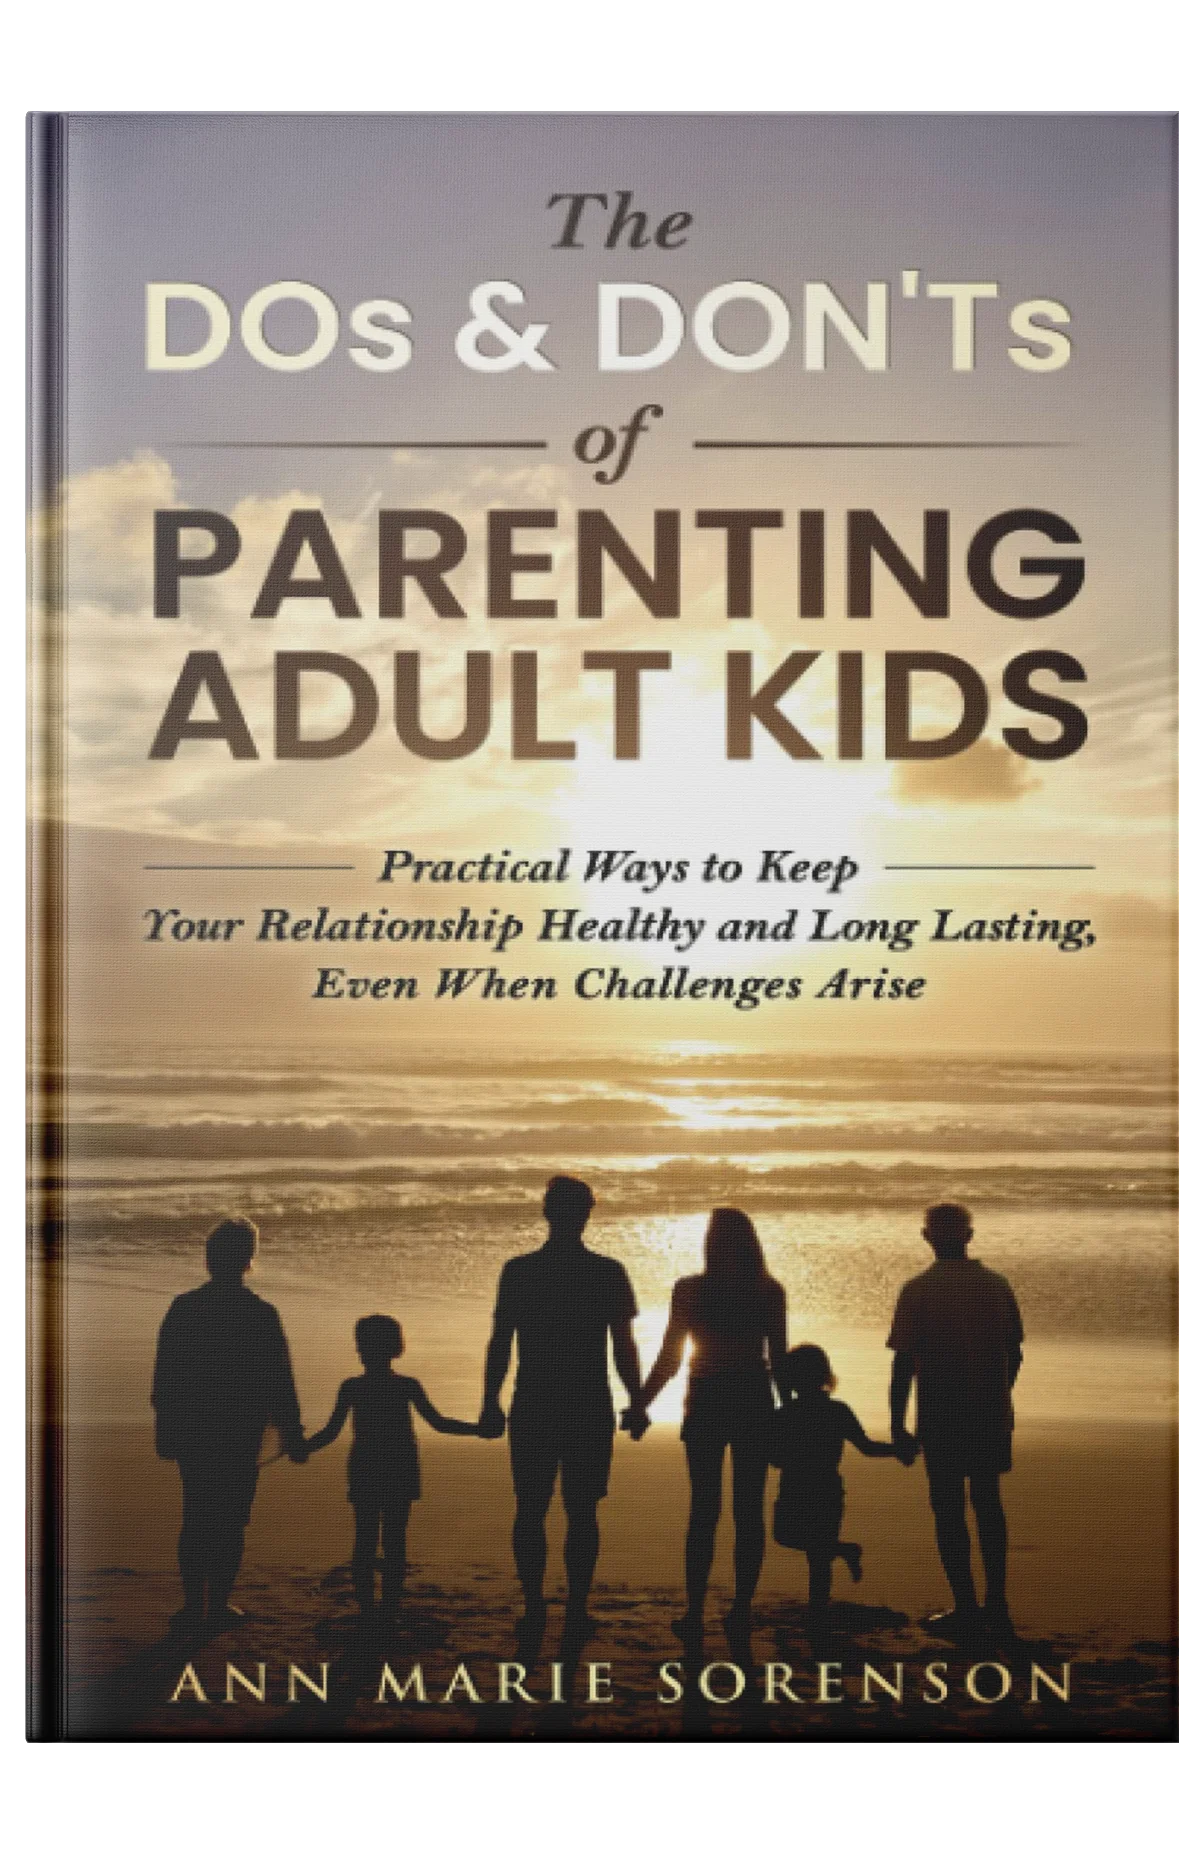 The
DOs & DON'Ts
of
PARENTING
ADULT KIDS
Practical Ways to Keep
Your Relationship Healthy and Long Lasting,
Even When Challenges Arise
ANN MARIE SORENSON